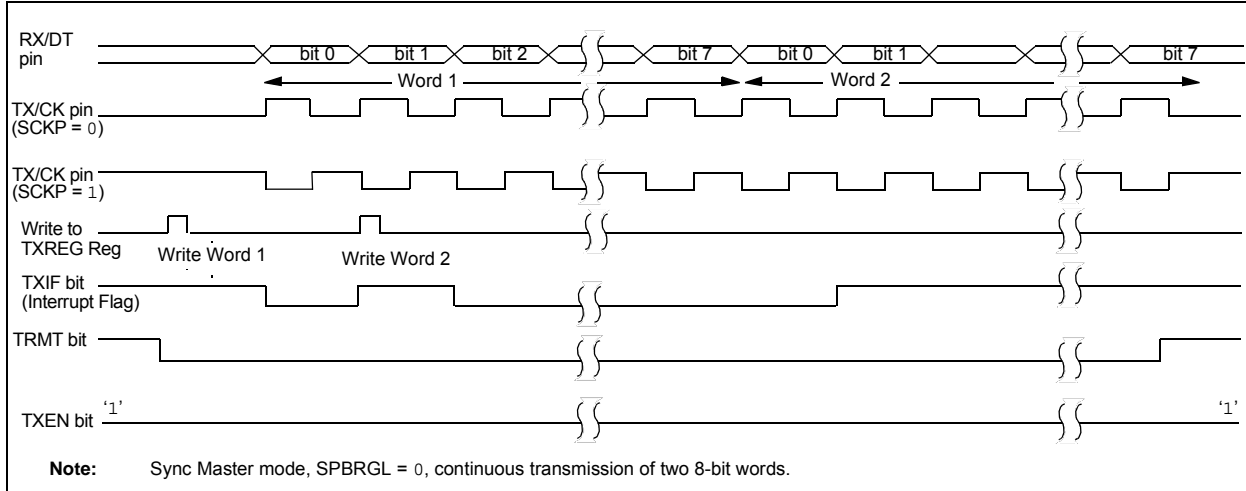 RX/DT
pin
bit 0 bit 1 bit 2 bit 7 bit 0 bit 1 bit 7
Word 1 Word 2
TX/CK pin
(SCKP = 0)
TX/CK pin
(SCKP = 1)
Write to
TXREG Reg
Write Word 1 Write Word 2
TXIF bit
(Interrupt Flag)
TRMT bit
TXEN bit '1' '1'
Note: Sync Master mode, SPBRGL = 0, continuous transmission of two 8-bit words.